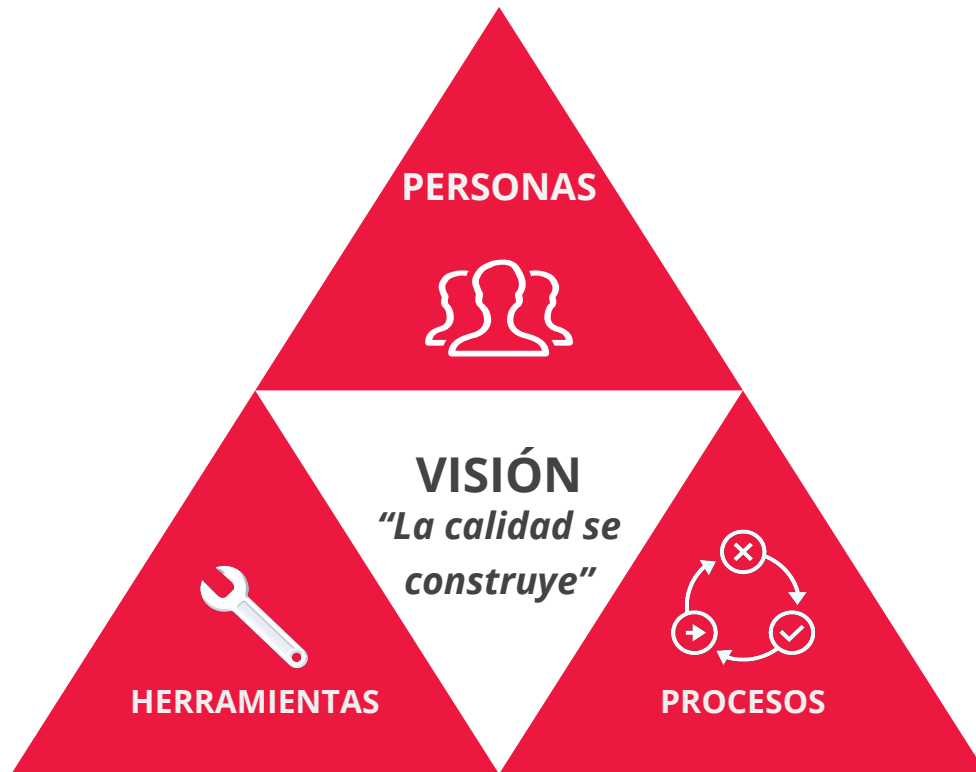 PERSONAS
VISIÓN
“La calidad se
construye”
HERRAMIENTAS
PROCESOS